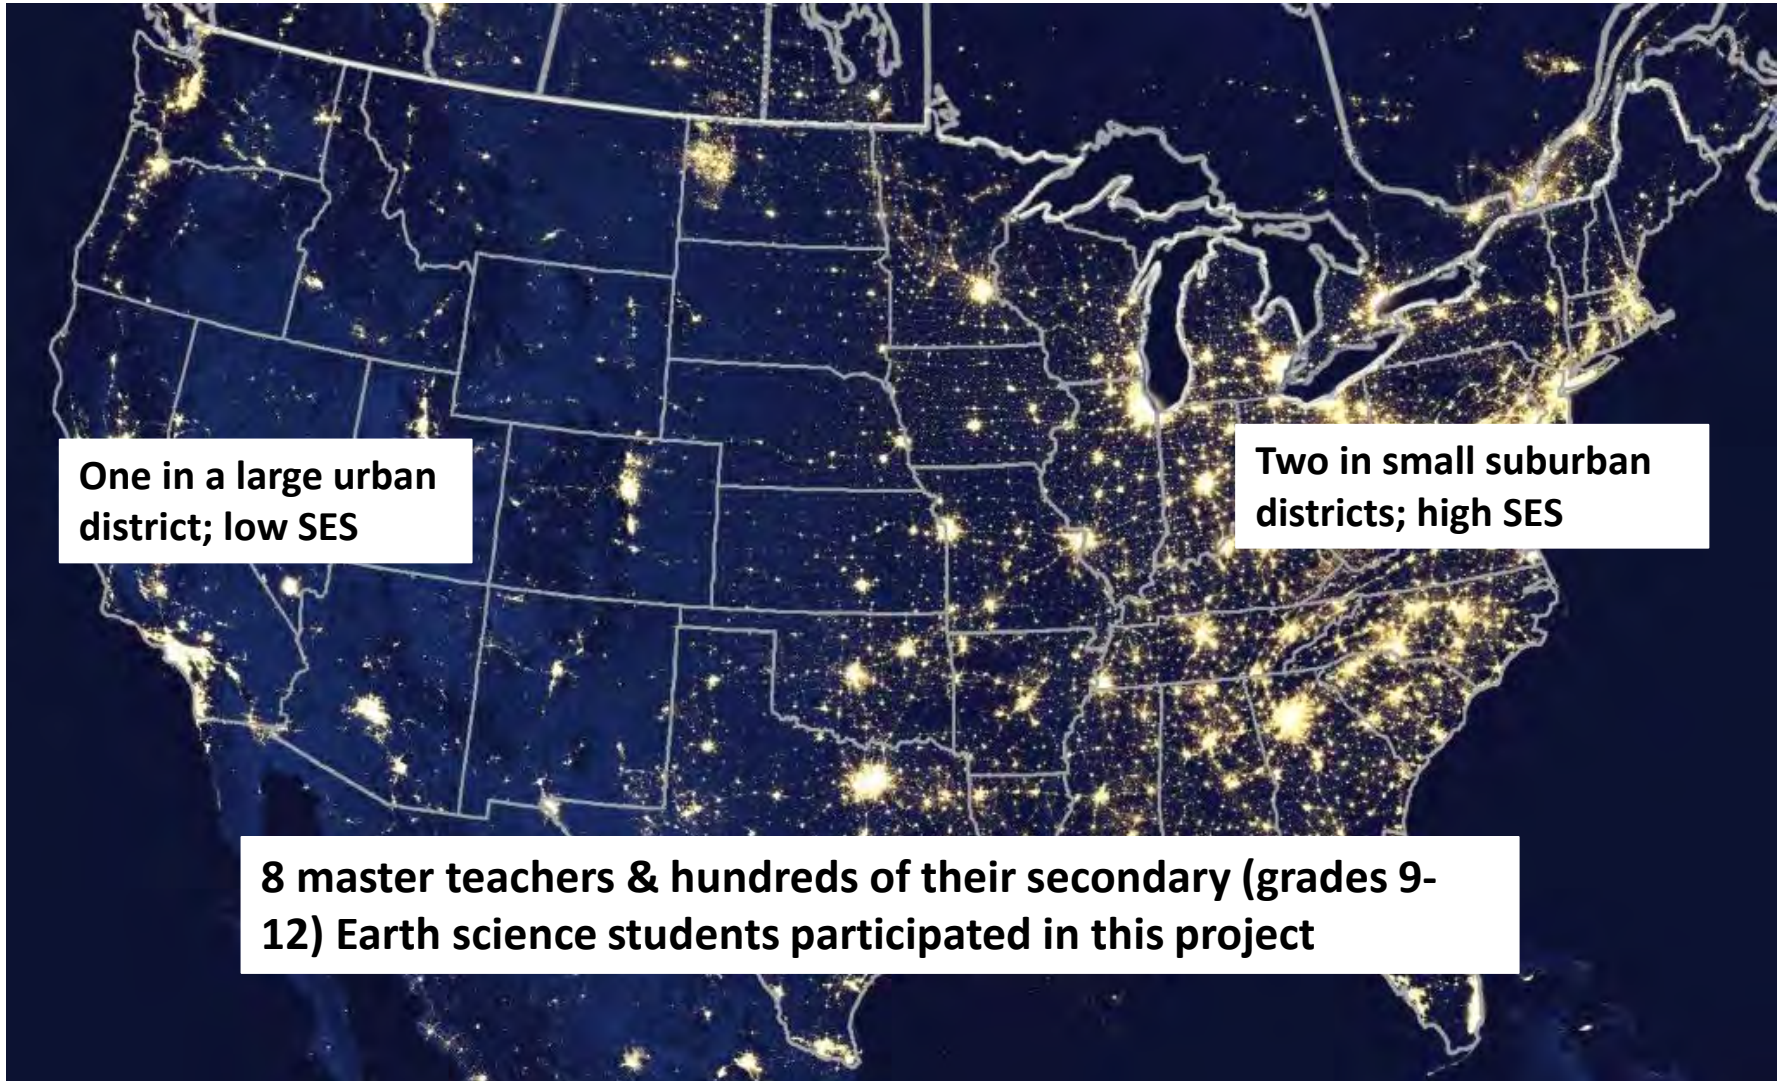 One in a large urban
district; low SES
Two in small suburban
districts; high SES
8 master teachers & hundreds of their secondary (grades 9-
12) Earth science students participated in this project